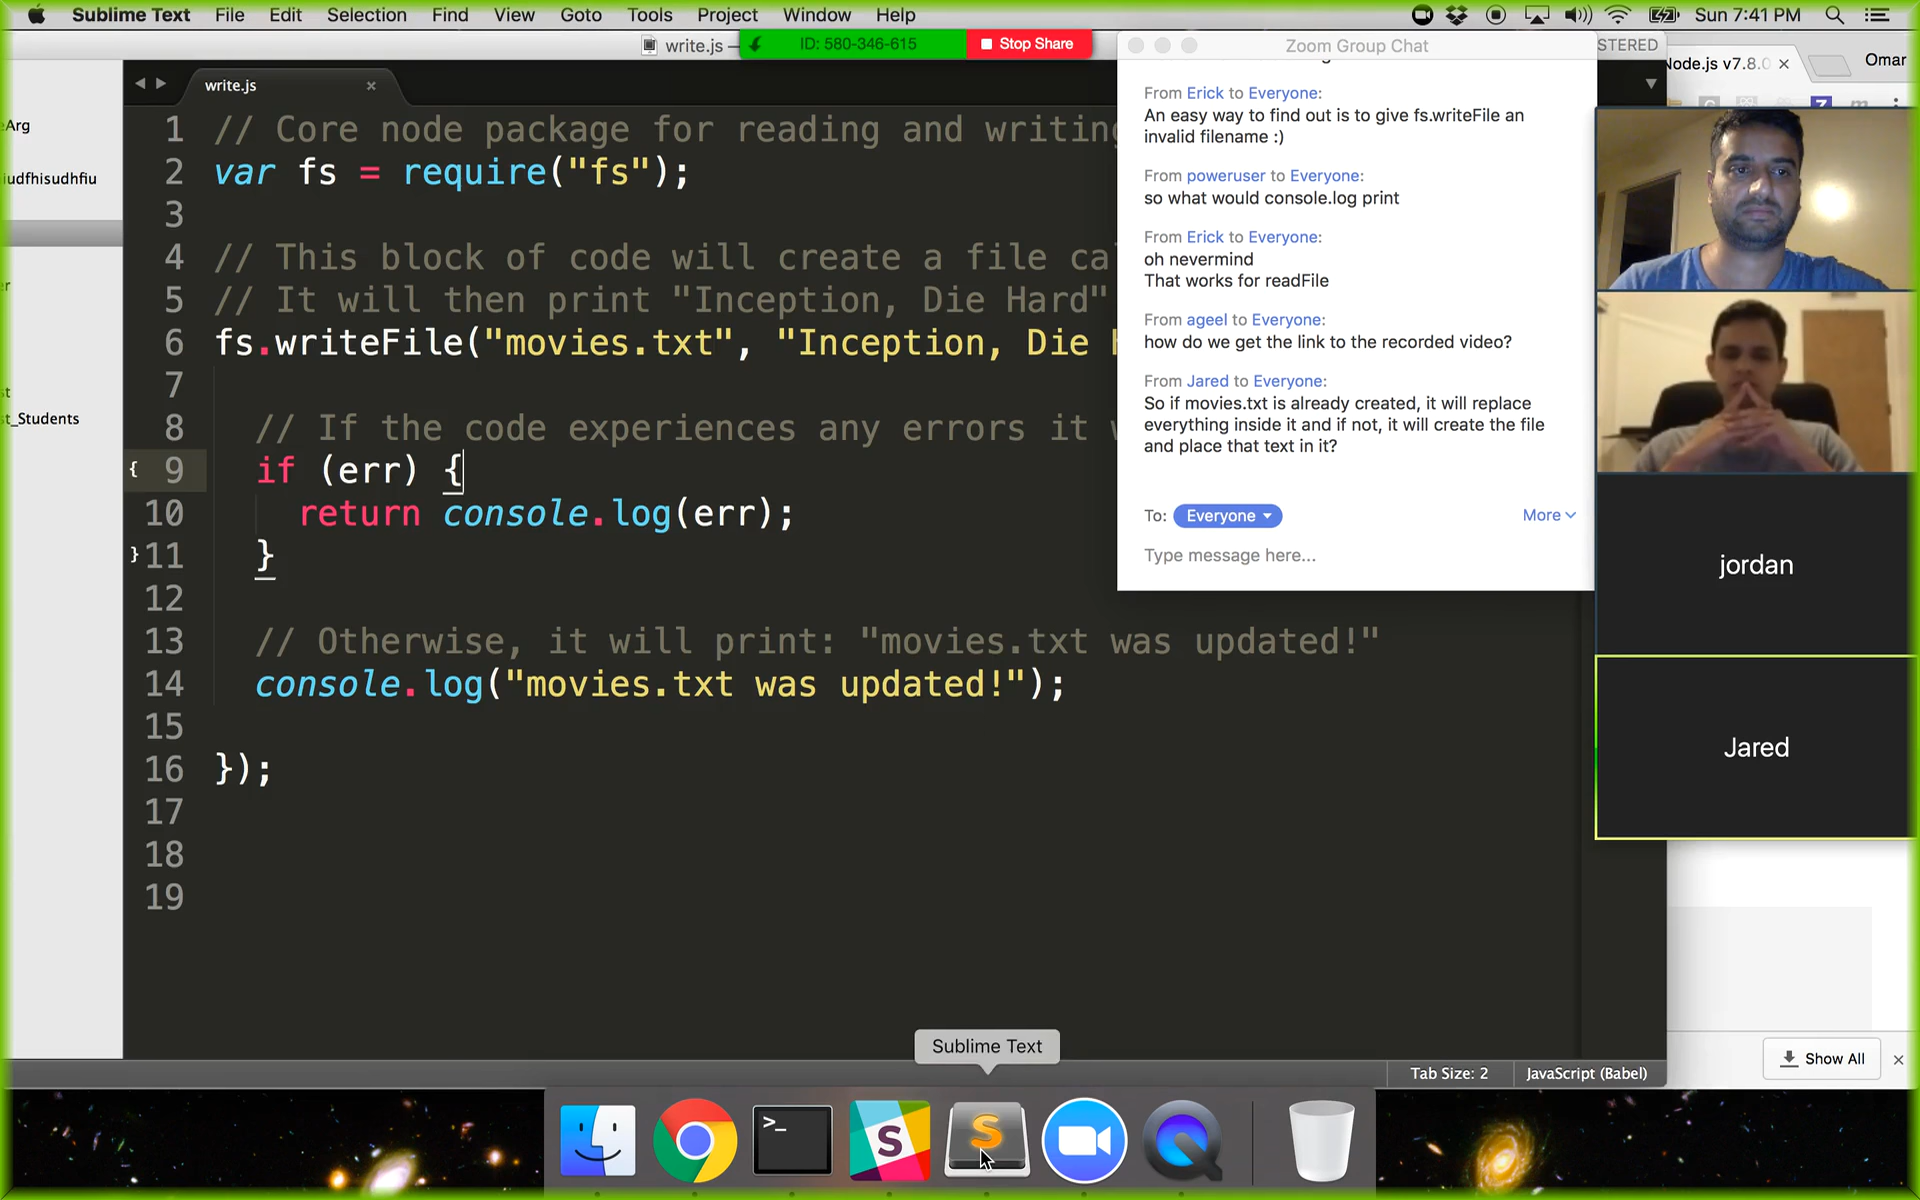 Sublime Text File Edit Selection Find View Goto Tools Project Window Help Sun 7:41 PM
write.js — ID: 580-346-615 Stop Share
Zoom Group Chat
STERED
Node.js v7.8.0 Omar
write.js
eArg
iudfhisudhfiu
er
st
st_Students
1 // Core node package for reading and writing
2 var fs = require("fs");
3
4 // This block of code will create a file ca
5 // It will then print "Inception, Die Hard"
6 fs.writeFile("movies.txt", "Inception, Die
7
8 // If the code experiences any errors it
9 if (err) {
10 return console.log(err);
11 }
12
13 // Otherwise, it will print: "movies.txt was updated!"
14 console.log("movies.txt was updated!");
15
16 });
17
18
19
From Erick to Everyone:
An easy way to find out is to give fs.writeFile an
invalid filename :)
From poweruser to Everyone:
so what would console.log print
From Erick to Everyone:
oh nevermind
That works for readFile
From ageel to Everyone:
how do we get the link to the recorded video?
From Jared to Everyone:
So if movies.txt is already created, it will replace
everything inside it and if not, it will create the file
and place that text in it?
To: Everyone More
Type message here...
jordan
Jared
Sublime Text
Show All
Tab Size: 2 JavaScript (Babel)